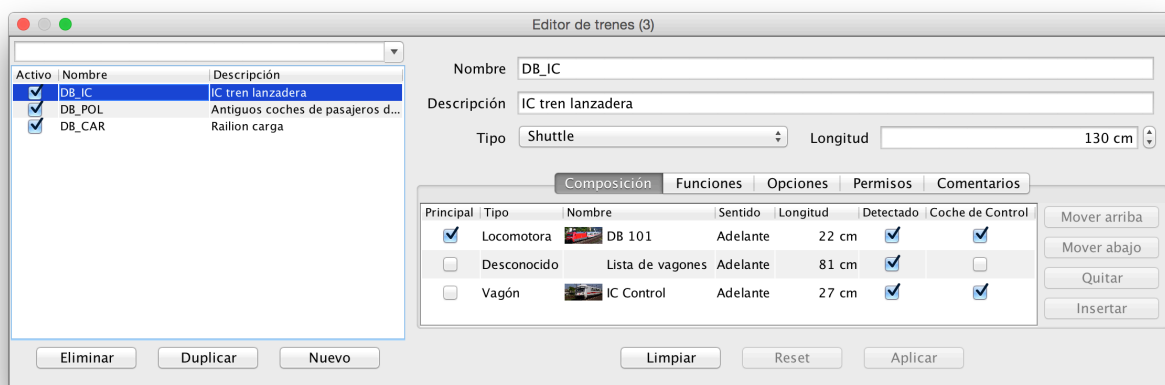 Editor de trenes (3)
Activo Nombre Descripción
DB_IC IC tren lanzadera
DB_POL Antiguos coches de pasajeros d...
DB_CAR Railion carga
Eliminar Duplicar Nuevo
Nombre DB_IC
Descripción IC tren lanzadera
Tipo Shuttle Longitud 130 cm
Composición Funciones Opciones Permisos Comentarios
Principal Tipo Nombre Sentido Longitud Detectado Coche de Control
Locomotora DB 101 Adelante 22 cm
Desconocido Lista de vagones Adelante 81 cm
Vagón IC Control Adelante 27 cm
Mover arriba
Mover abajo
Quitar
Insertar
Limpiar Reset Aplicar